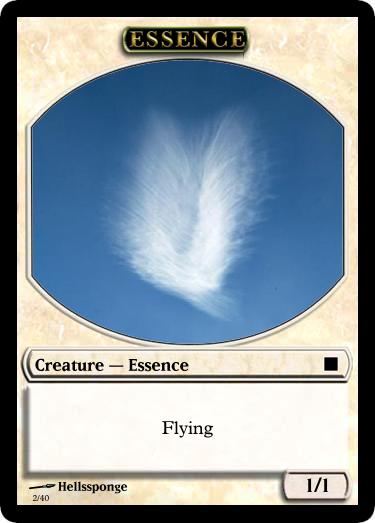 ESSENCE
Creature — Essence
Flying
Hellssponge
1/1
2/40